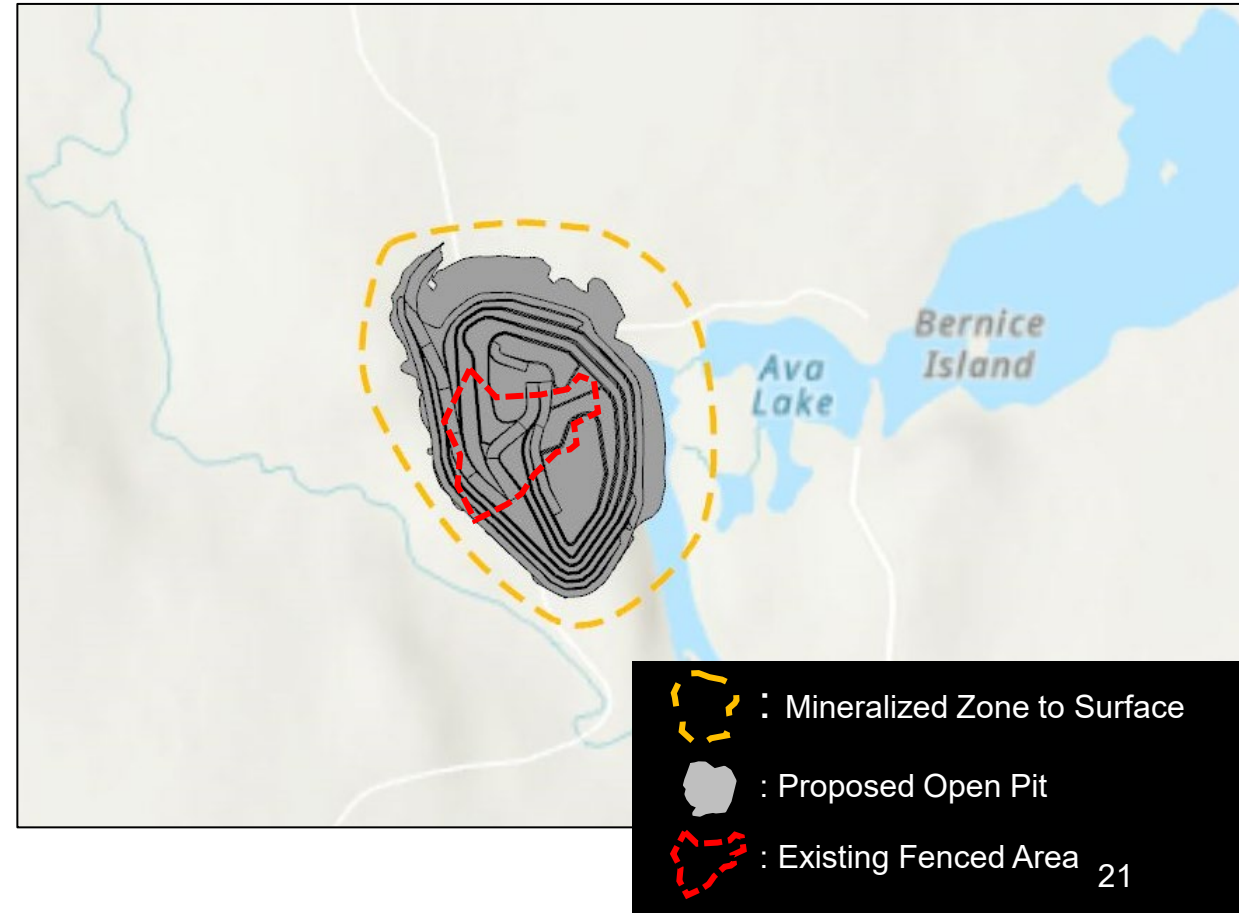 Bernice
Island
Ava
Lake
: Mineralized Zone to Surface
: Proposed Open Pit
: Existing Fenced Area
21